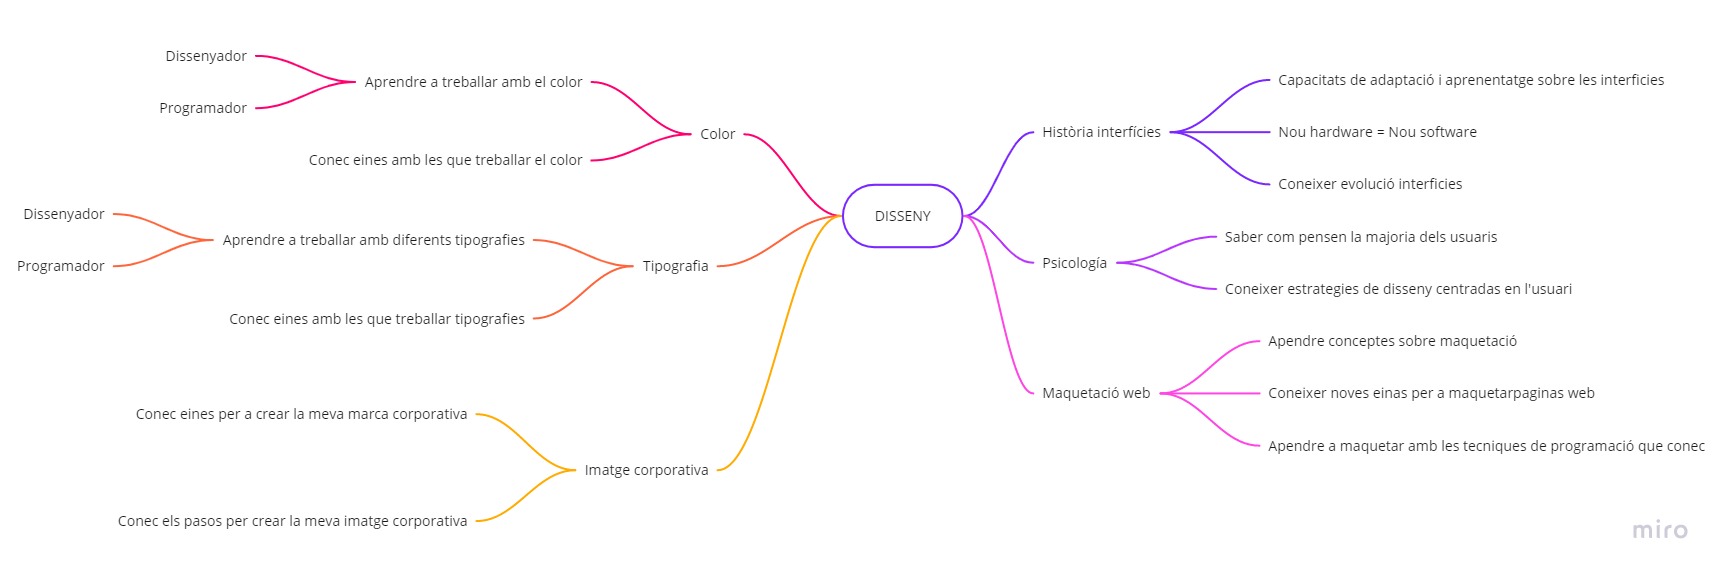 Dissenyador
Programador
Aprendre a treballar amb el color
Conec eines amb les que treballar el color
Color
Dissenyador
Programador
Aprendre a treballar amb diferents tipografies
Conec eines amb les que treballar tipografies
Tipografia
Conec eines per a crear la meva marca corporativa
Conec els pasos per crear la meva imatge corporativa
Imatge corporativa
DISSENY
Història interfícies
Capacitats de adaptació i aprenentatge sobre les interficies
Nou hardware = Nou software
Coneixer evolució interficies
Psicología
Saber com pensen la majoria dels usuaris
Coneixer estrategies de disseny centradas en l'usuari
Maquetació web
Apendre conceptes sobre maquetació
Coneixer noves einas per a maquetarpaginas web
Apendre a maquetar amb les tecniques de programació que conec
miro